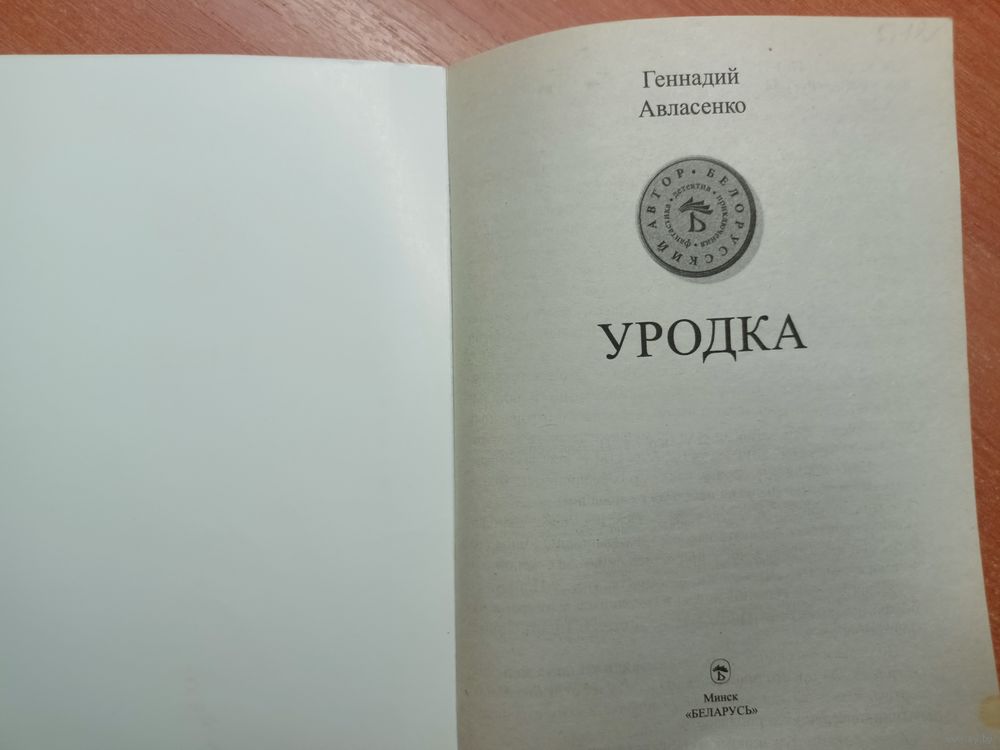 Геннадий
Авласенко
БЕЛОРУССКИЙ АВТОР •
детектив • приключения • фантастика •
Б
УРОДКА
Б
Минск
«БЕЛАРУСЬ»